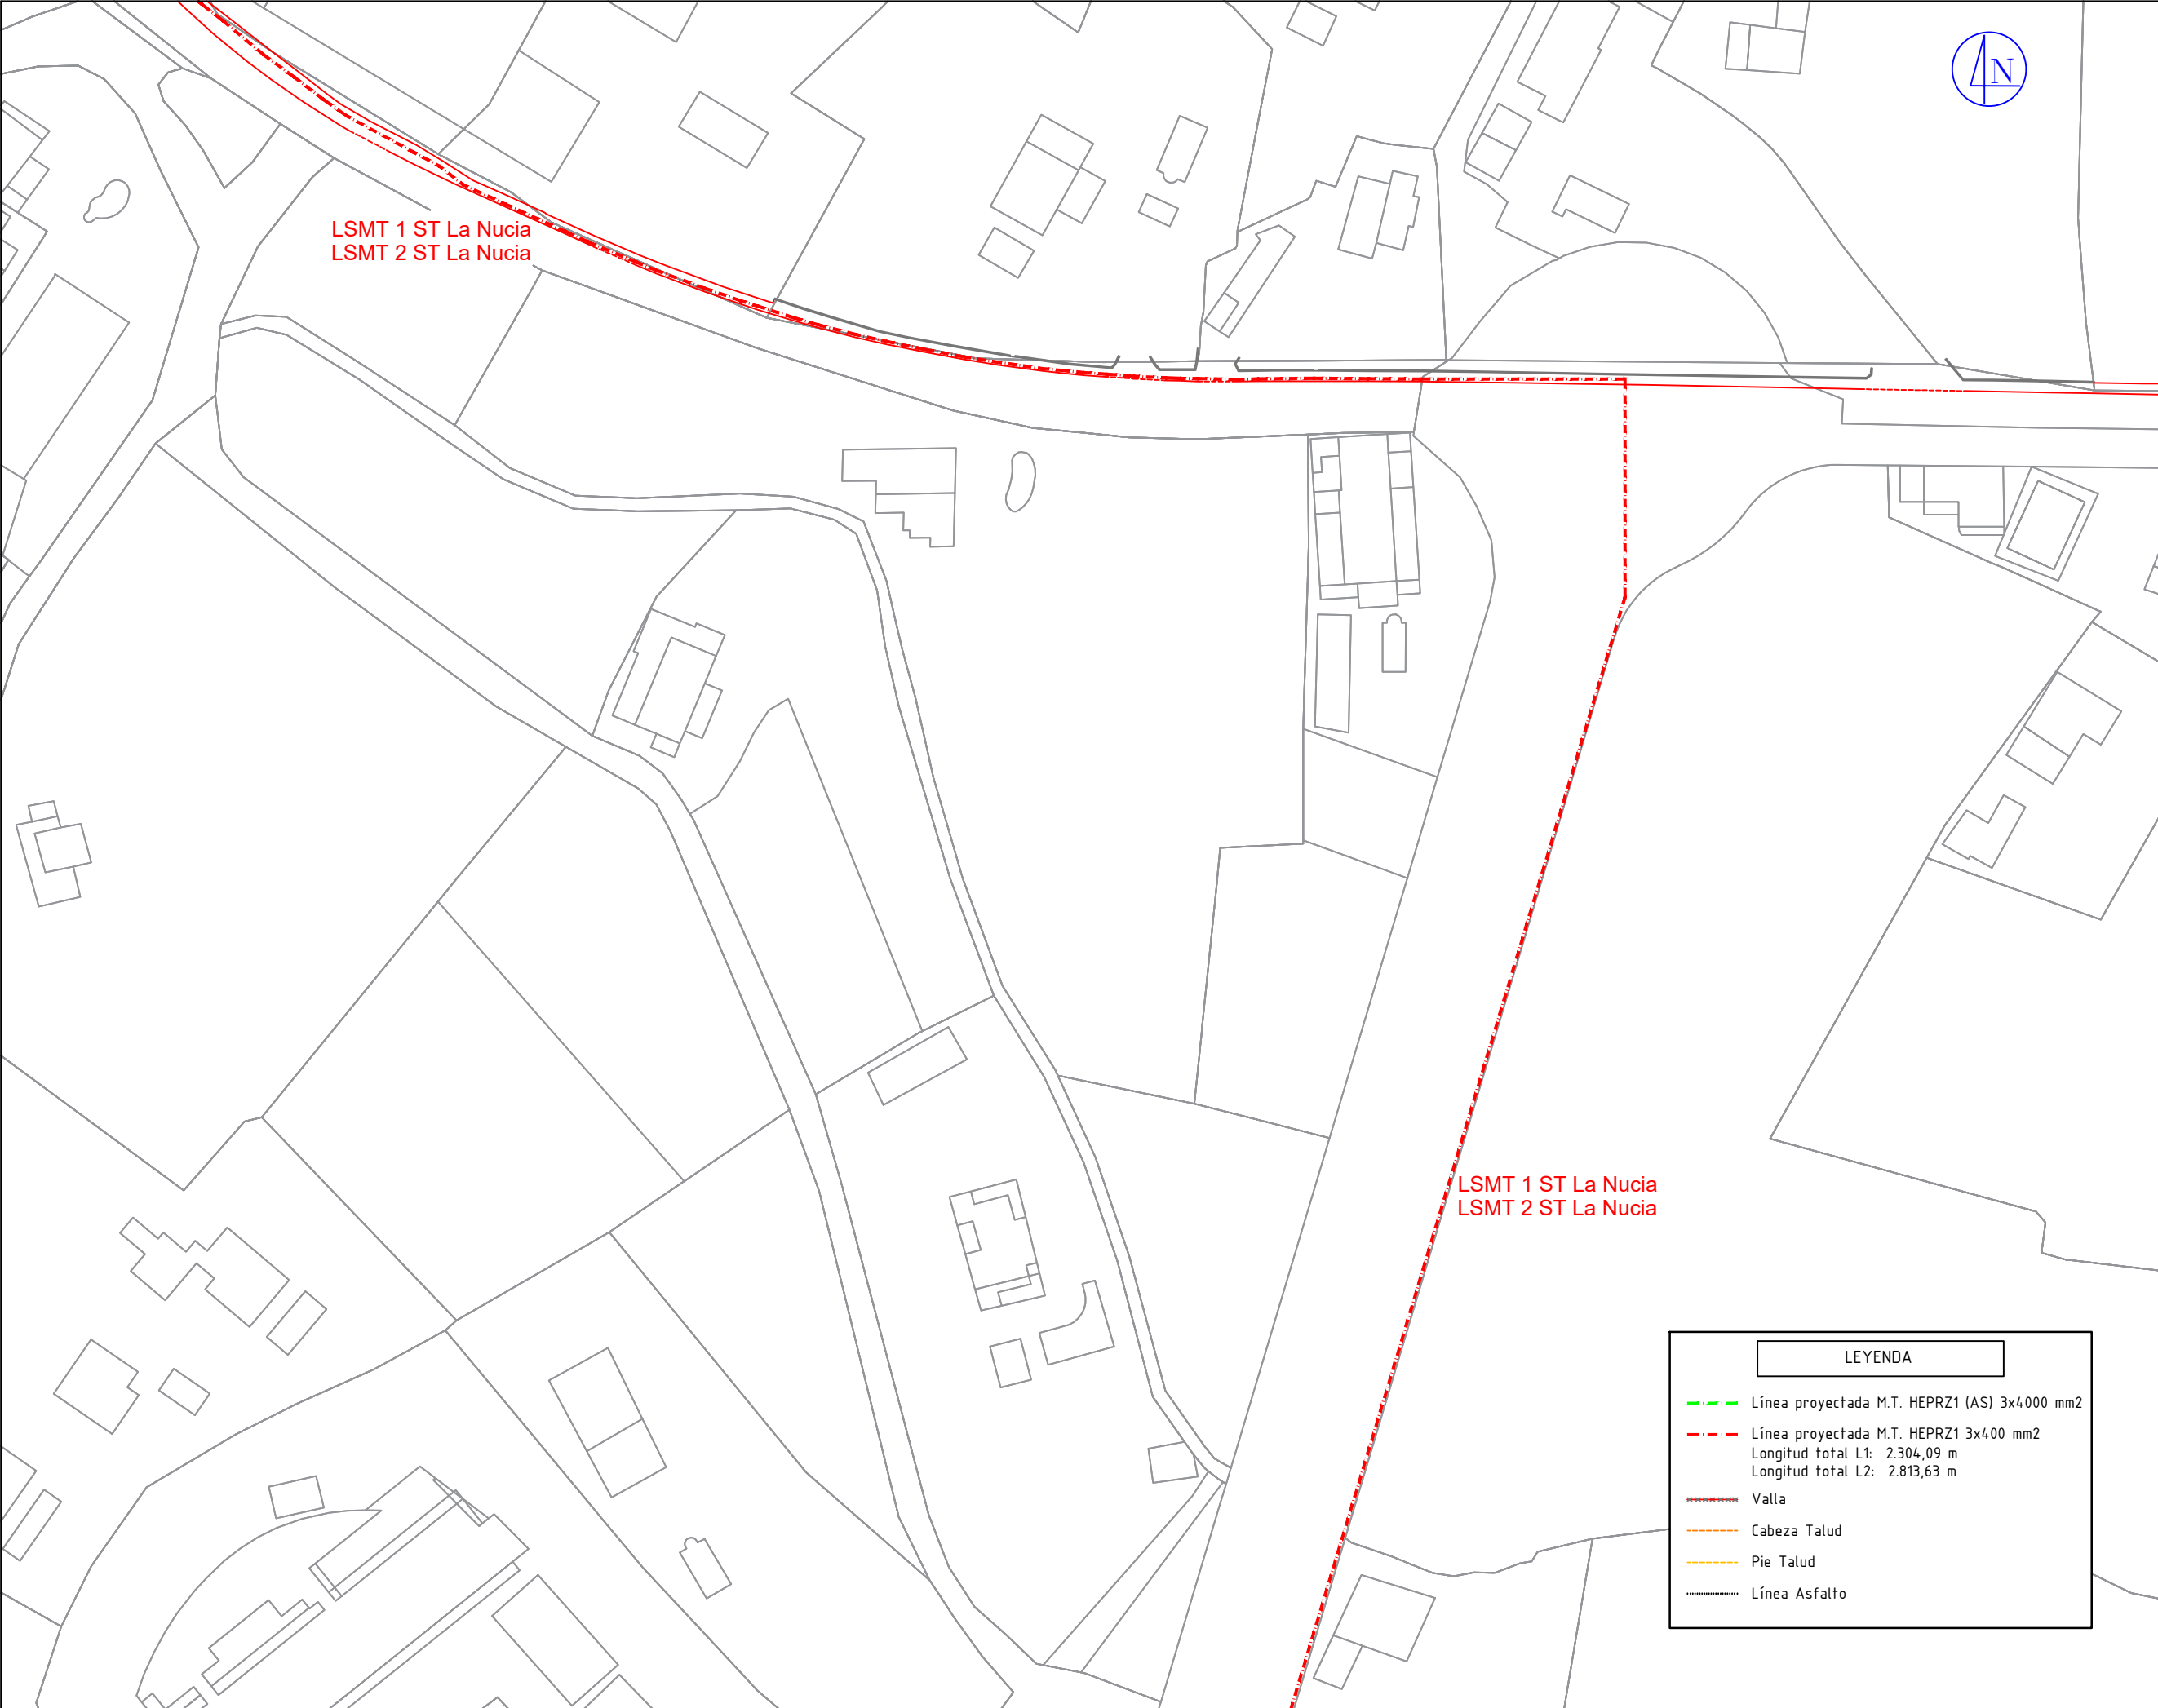 N
LSMT 1 ST La Nucia
LSMT 2 ST La Nucia
LSMT 1 ST La Nucia
LSMT 2 ST La Nucia
LEYENDA
Línea proyectada M.T. HEPRZ1 (AS) 3x4000 mm2
Línea proyectada M.T. HEPRZ1 3x400 mm2
Longitud total L1: 2.304,09 m
Longitud total L2: 2.813,63 m
Valla
Cabeza Talud
Pie Talud
Línea Asfalto